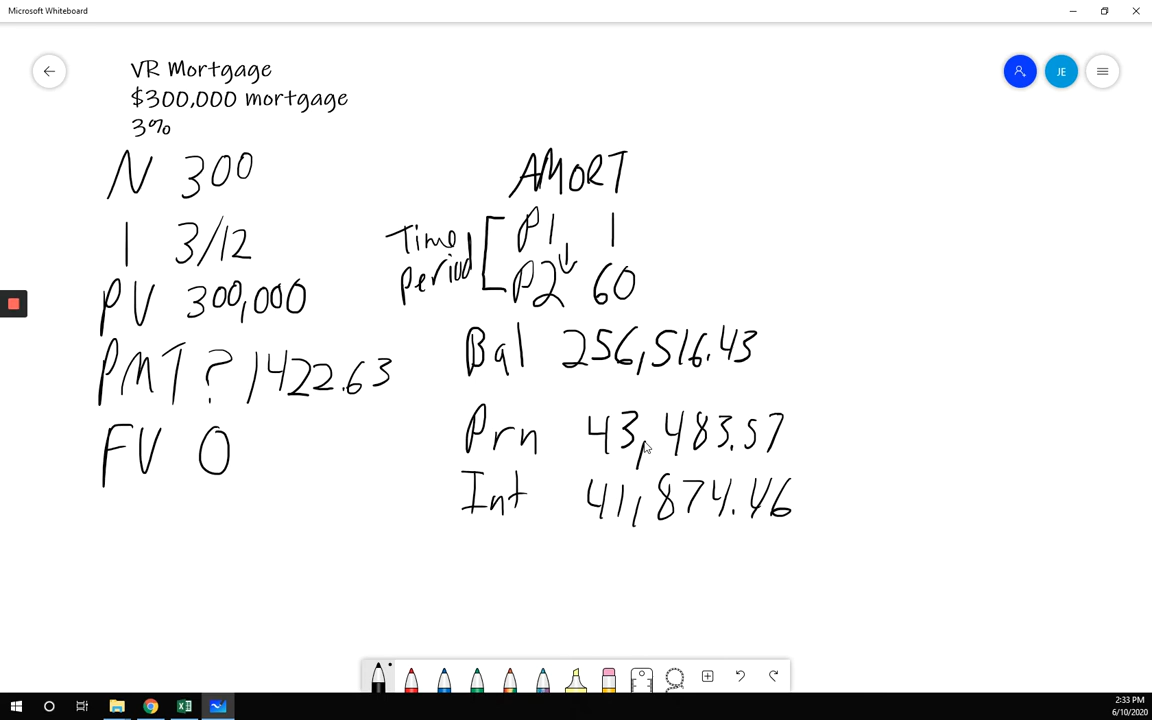 Microsoft Whiteboard
JE
VR Mortgage
$300,000 mortgage
3%
N 300
I 3/12
PV 300,000
PMT ? 1422.63
FV 0
AMORT
Time period
P1 1
P2 ↓ 60
Bal 256,516.43
Prn 43,483.57
Int 41,874.46
2:33 PM
6/10/2020